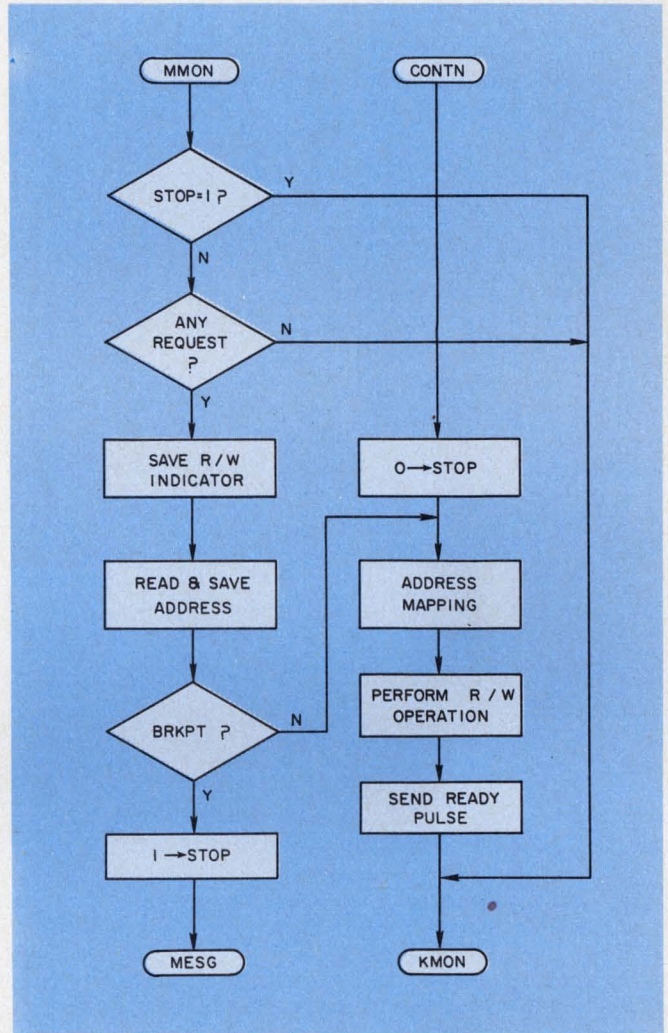 MMON
CONTN
STOP=1 ?
Y
N
ANY
REQUEST
?
N
Y
SAVE R/W
INDICATOR
0→STOP
READ & SAVE
ADDRESS
ADDRESS
MAPPING
BRKPT ?
N
PERFORM R/W
OPERATION
Y
SEND READY
PULSE
1→STOP
MESG
KMON